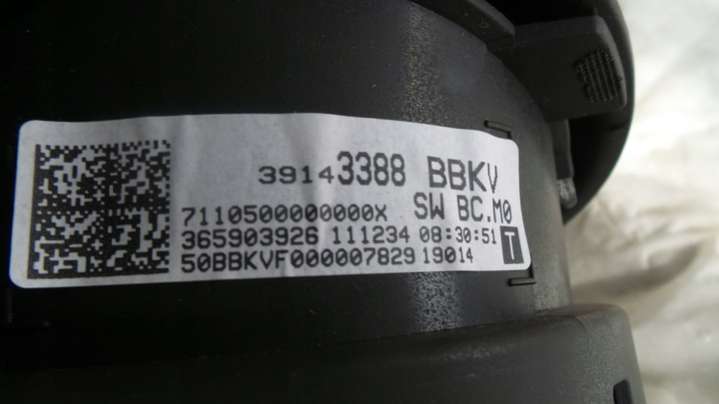 39143388 BBKV
7110500000000X SW BC.M0
365903926 111234 08:30:51 T
50BBKVF000007829 19014